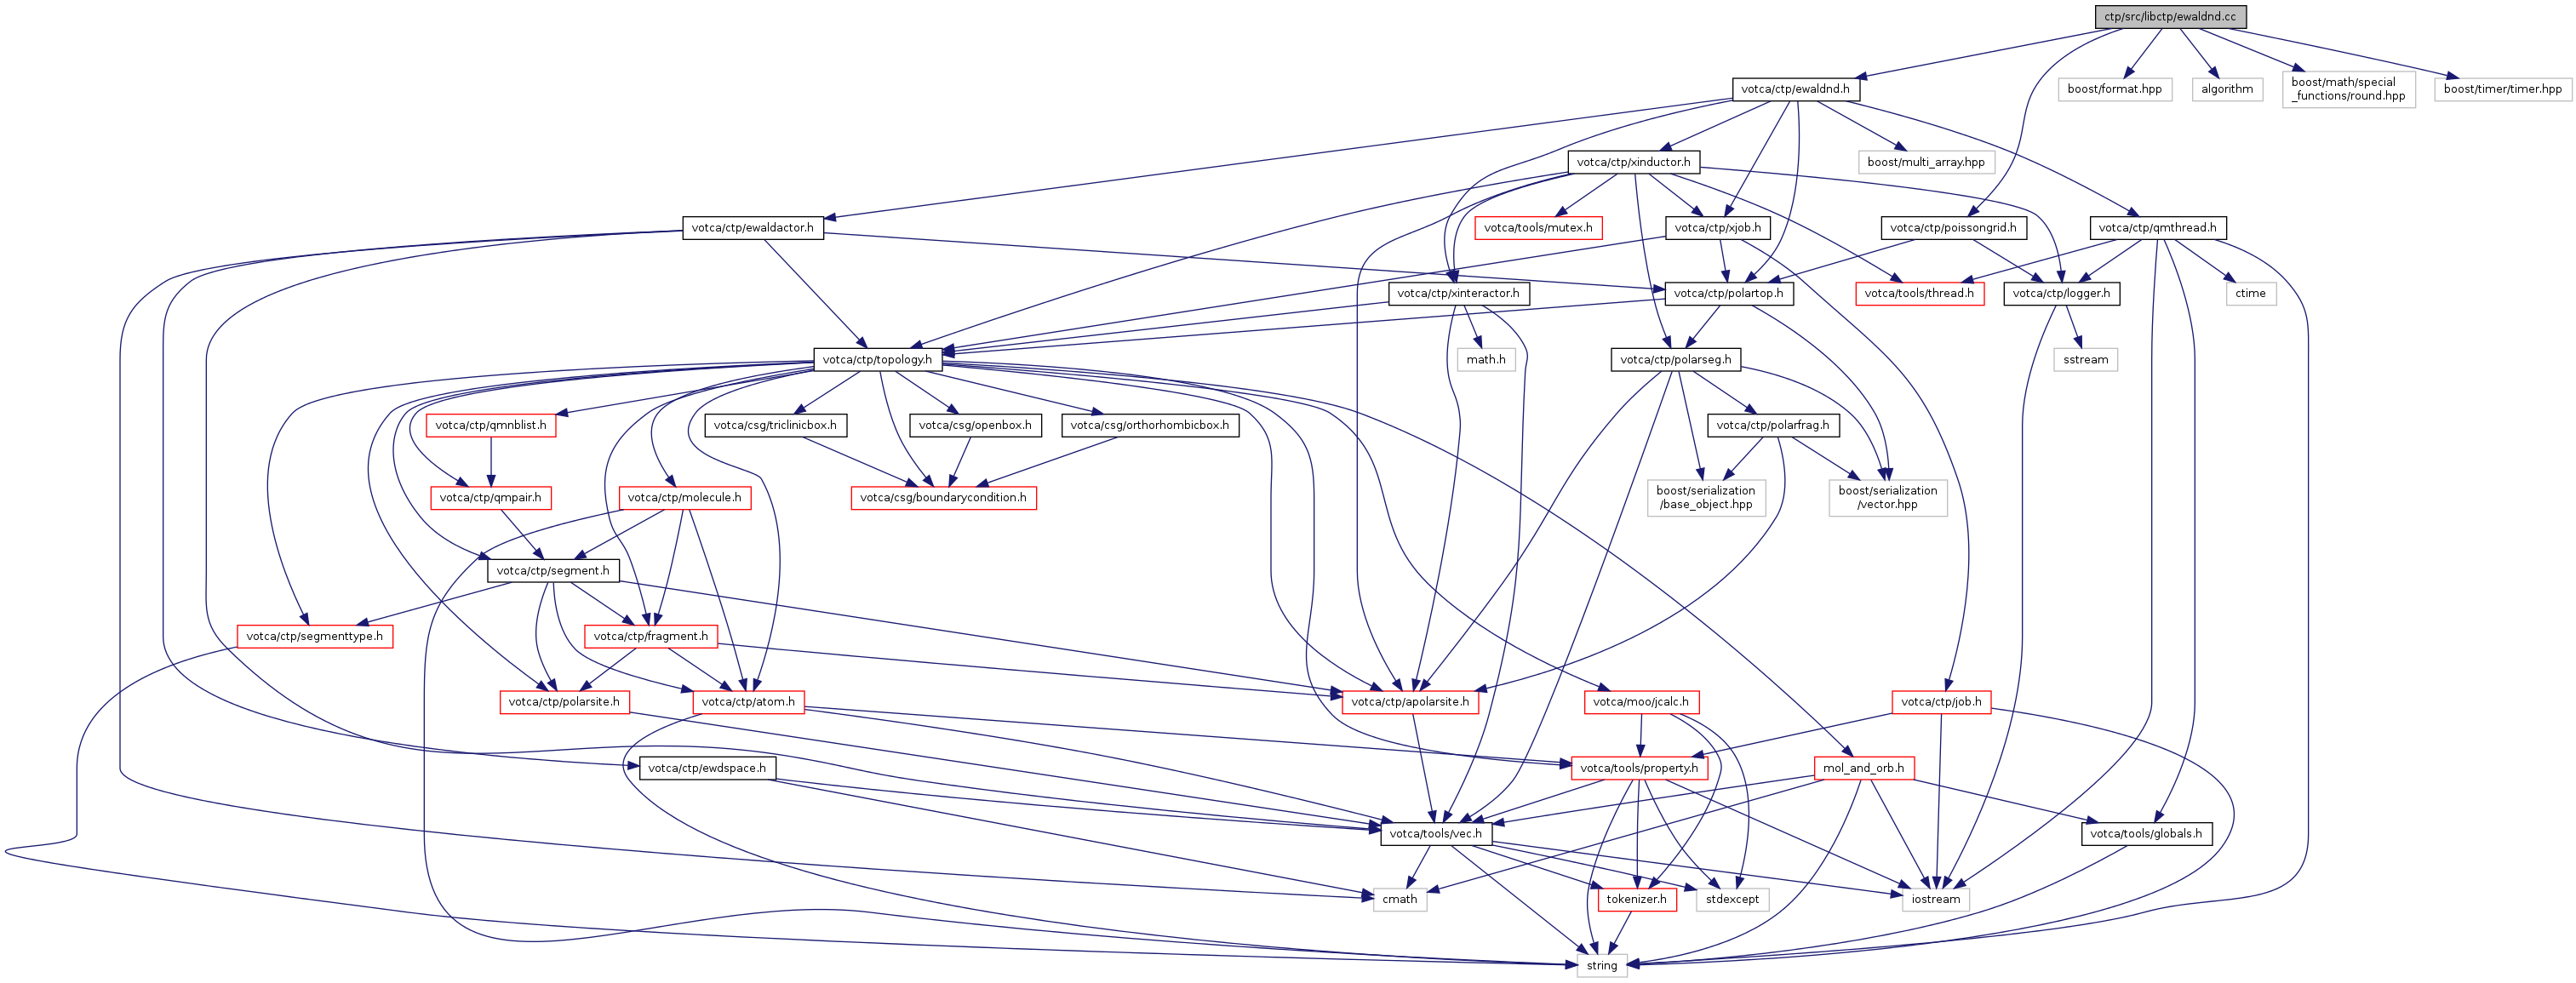 ctp/src/libctp/ewaldnd.cc
votca/ctp/ewaldnd.h
boost/format.hpp
algorithm
boost/math/special
_functions/round.hpp
boost/timer/timer.hpp
votca/ctp/xinductor.h
boost/multi_array.hpp
votca/ctp/ewaldactor.h
votca/tools/mutex.h
votca/ctp/xjob.h
votca/ctp/poissongrid.h
votca/ctp/qmthread.h
votca/ctp/xinteractor.h
votca/ctp/polartop.h
votca/tools/thread.h
votca/ctp/logger.h
ctime
votca/ctp/topology.h
math.h
votca/ctp/polarseg.h
sstream
votca/ctp/qmnblist.h
votca/csg/triclinicbox.h
votca/csg/openbox.h
votca/csg/orthorhombicbox.h
votca/ctp/polarfrag.h
votca/ctp/qmpair.h
votca/ctp/molecule.h
votca/csg/boundarycondition.h
boost/serialization
/base_object.hpp
boost/serialization
/vector.hpp
votca/ctp/segment.h
votca/ctp/segmenttype.h
votca/ctp/fragment.h
votca/ctp/polarsite.h
votca/ctp/atom.h
votca/ctp/apolarsite.h
votca/moo/jcalc.h
votca/ctp/job.h
votca/ctp/ewdspace.h
votca/tools/property.h
mol_and_orb.h
votca/tools/vec.h
votca/tools/globals.h
cmath
tokenizer.h
stdexcept
iostream
string